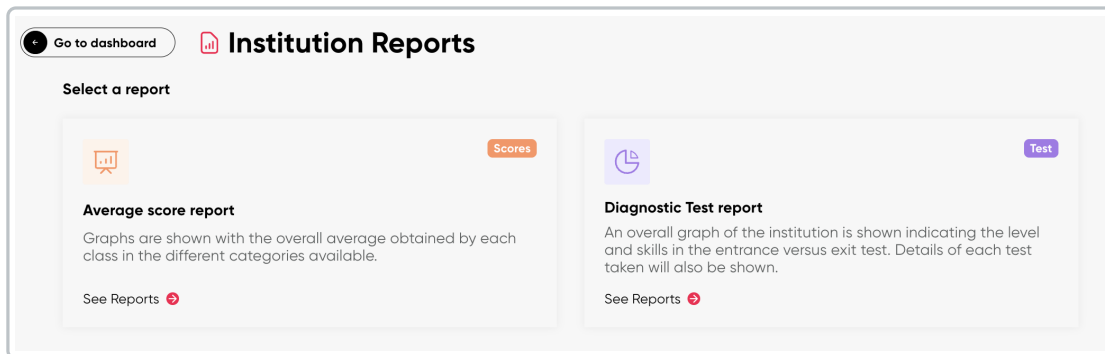 Go to dashboard
Institution Reports
Select a report
Scores
Average score report
Graphs are shown with the overall average obtained by each
class in the different categories available.
See Reports
Test
Diagnostic Test report
An overall graph of the institution is shown indicating the level
and skills in the entrance versus exit test. Details of each test
taken will also be shown.
See Reports